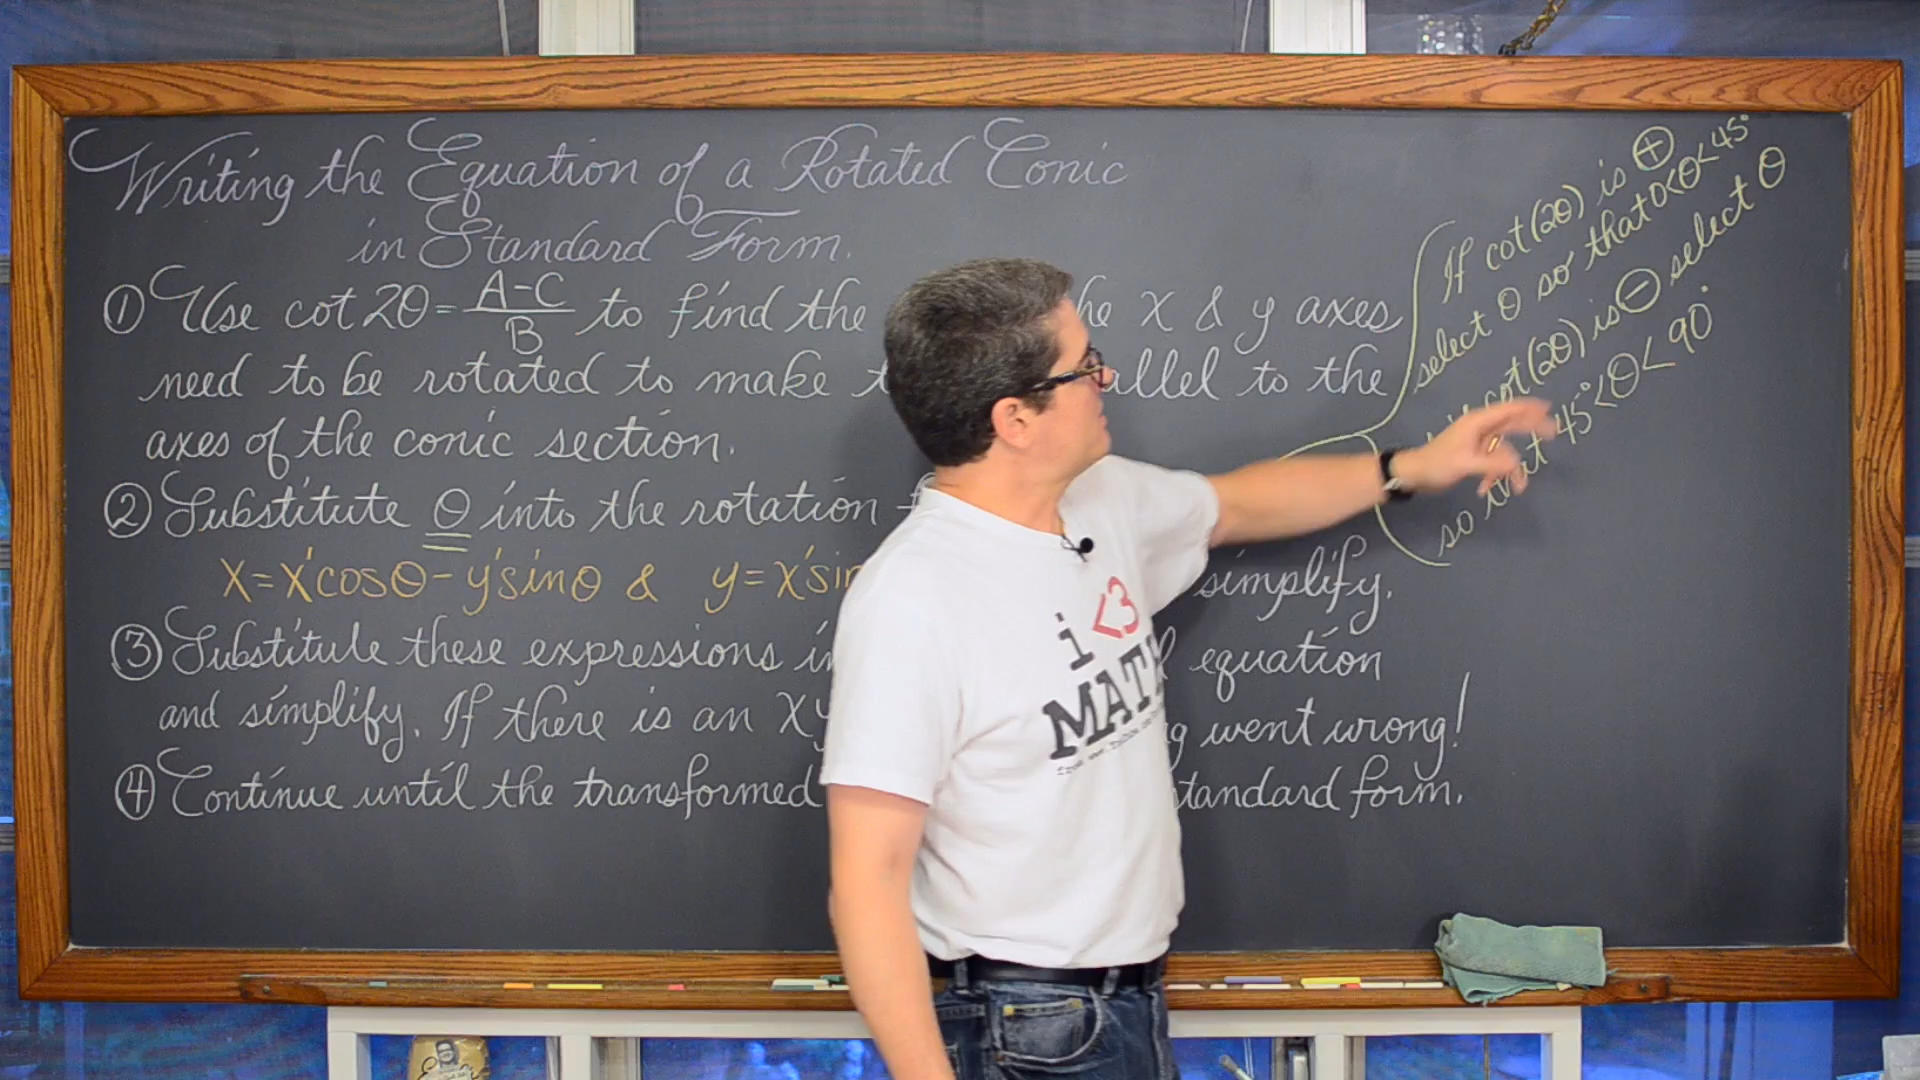 Writing the Equation of a Rotated Conic
in Standard Form.
① Use cot 2θ = A-C/B to find the he x & y axes
need to be rotated to make allel to the
axes of the conic section.
② Substitute θ into the rotation
x = x'cosθ - y'sinθ & y = x'sin simplify.
③ Substitute these expressions equation
and simplify. If there is an xy went wrong!
④ Continue until the transformed standard form.
If cot(2θ) is ⊕
select θ so that 0<θ<45°
cot(2θ) is ⊖ select θ
so that 45°<θ<90°
i <3
MATH